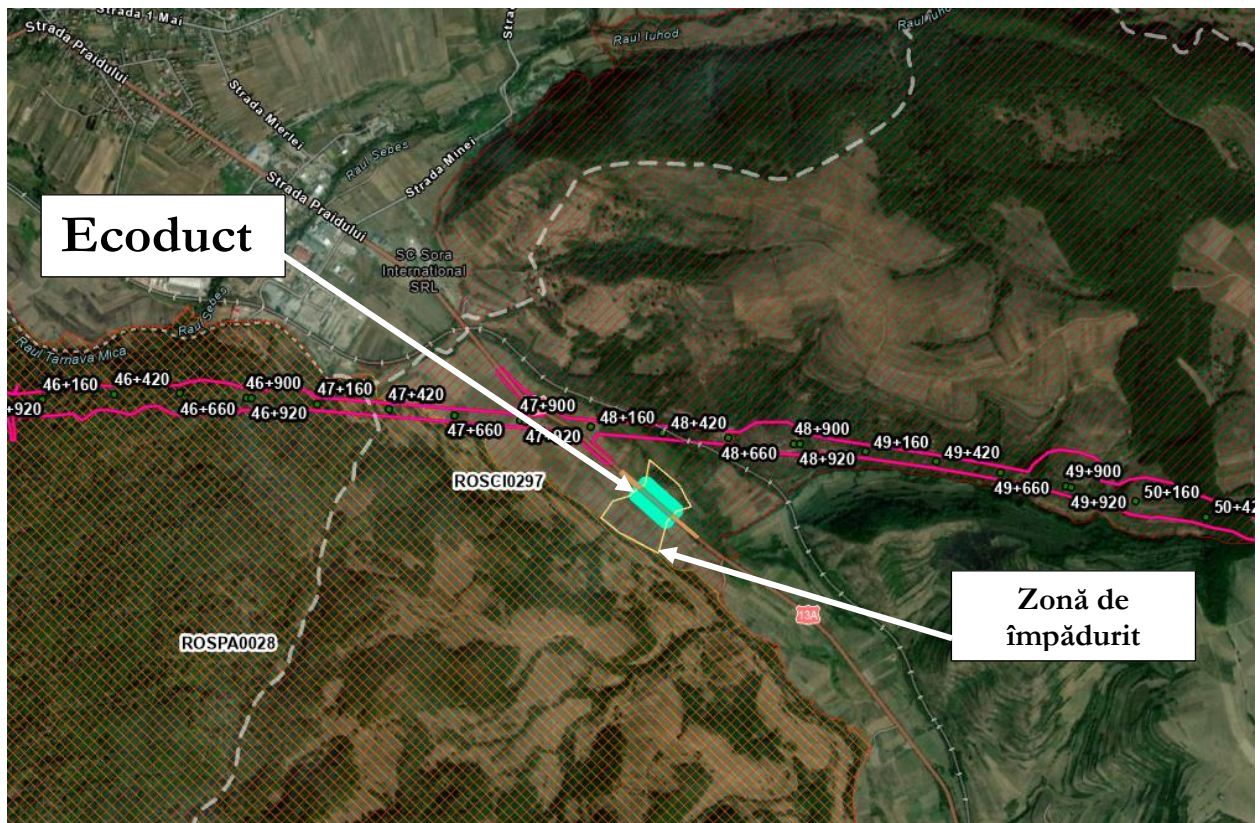 Strada 1 Mai
Strada Praidului
Strada Mierlei
Raul Sebes
Strada Minei
Strada Praidului
Raul Iuhod
Raul Iuhod
Ecoduct
SC Sora
International
SRL
Raul Sebes
Raul Tarnava Mica
46+160
46+420
46+900
47+160
47+420
47+900
48+160
48+420
48+900
49+160
49+420
49+900
50+160
+920
46+660
46+920
47+660
47+920
48+660
48+920
49+660
49+920
ROSCI0297
Zonă de
împădurit
13A
ROSPA0028